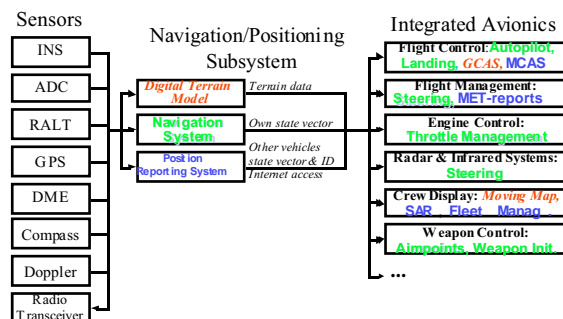 Sensors
INS
ADC
RALT
GPS
DME
Compass
Doppler
Radio
Transceiver
Navigation/Positioning
Subsystem
Digital Terrain
Model
Navigation
System
Postion
Reporting System
Terrain data
Own state vector
Other vehicles
state vector & ID
Internet access
Integrated Avionics
Flight Control: Autopilot,
Landing, GCAS, MCAS
Flight Management:
Steering, MET-reports
Engine Control:
Throttle Management
Radar & Infrared Systems:
Steering
Crew Display: Moving Map,
SAR, Fleet Manag.
Weapon Control:
Aimpoints, Weapon Init.
...